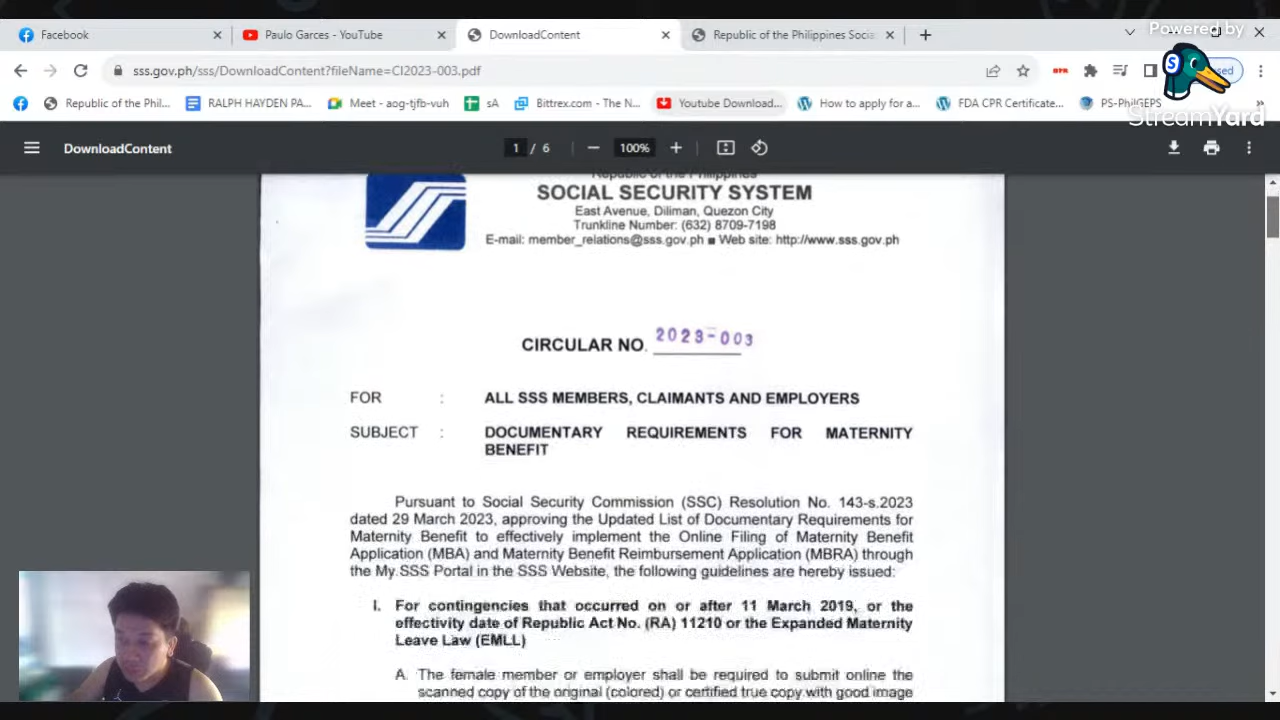 Facebook
Paulo Garces - YouTube
DownloadContent
Republic of the Philippines Socia
Powered by
sss.gov.ph/sss/DownloadContent?fileName=CI2023-003.pdf
Republic of the Phil...
RALPH HAYDEN PA...
Meet - aog-tjfb-vuh
sA
Bittrex.com - The N...
Youtube Download...
How to apply for a...
FDA CPR Certificate...
PS-PhilGEPS
StreamYard
DownloadContent
1 / 6
100%
Republic of the Philippines
SOCIAL SECURITY SYSTEM
East Avenue, Diliman, Quezon City
Trunkline Number: (632) 8709-7198
E-mail: member_relations@sss.gov.ph ■ Web site: http://www.sss.gov.ph
CIRCULAR NO. 2023-003
FOR : ALL SSS MEMBERS, CLAIMANTS AND EMPLOYERS
SUBJECT : DOCUMENTARY REQUIREMENTS FOR MATERNITY
BENEFIT
Pursuant to Social Security Commission (SSC) Resolution No. 143-s.2023
dated 29 March 2023, approving the Updated List of Documentary Requirements for
Maternity Benefit to effectively implement the Online Filing of Maternity Benefit
Application (MBA) and Maternity Benefit Reimbursement Application (MBRA) through
the My.SSS Portal in the SSS Website, the following guidelines are hereby issued:
I. For contingencies that occurred on or after 11 March 2019, or the
effectivity date of Republic Act No. (RA) 11210 or the Expanded Maternity
Leave Law (EMLL)
A. The female member or employer shall be required to submit online the
scanned copy of the original (colored) or certified true copy with good image